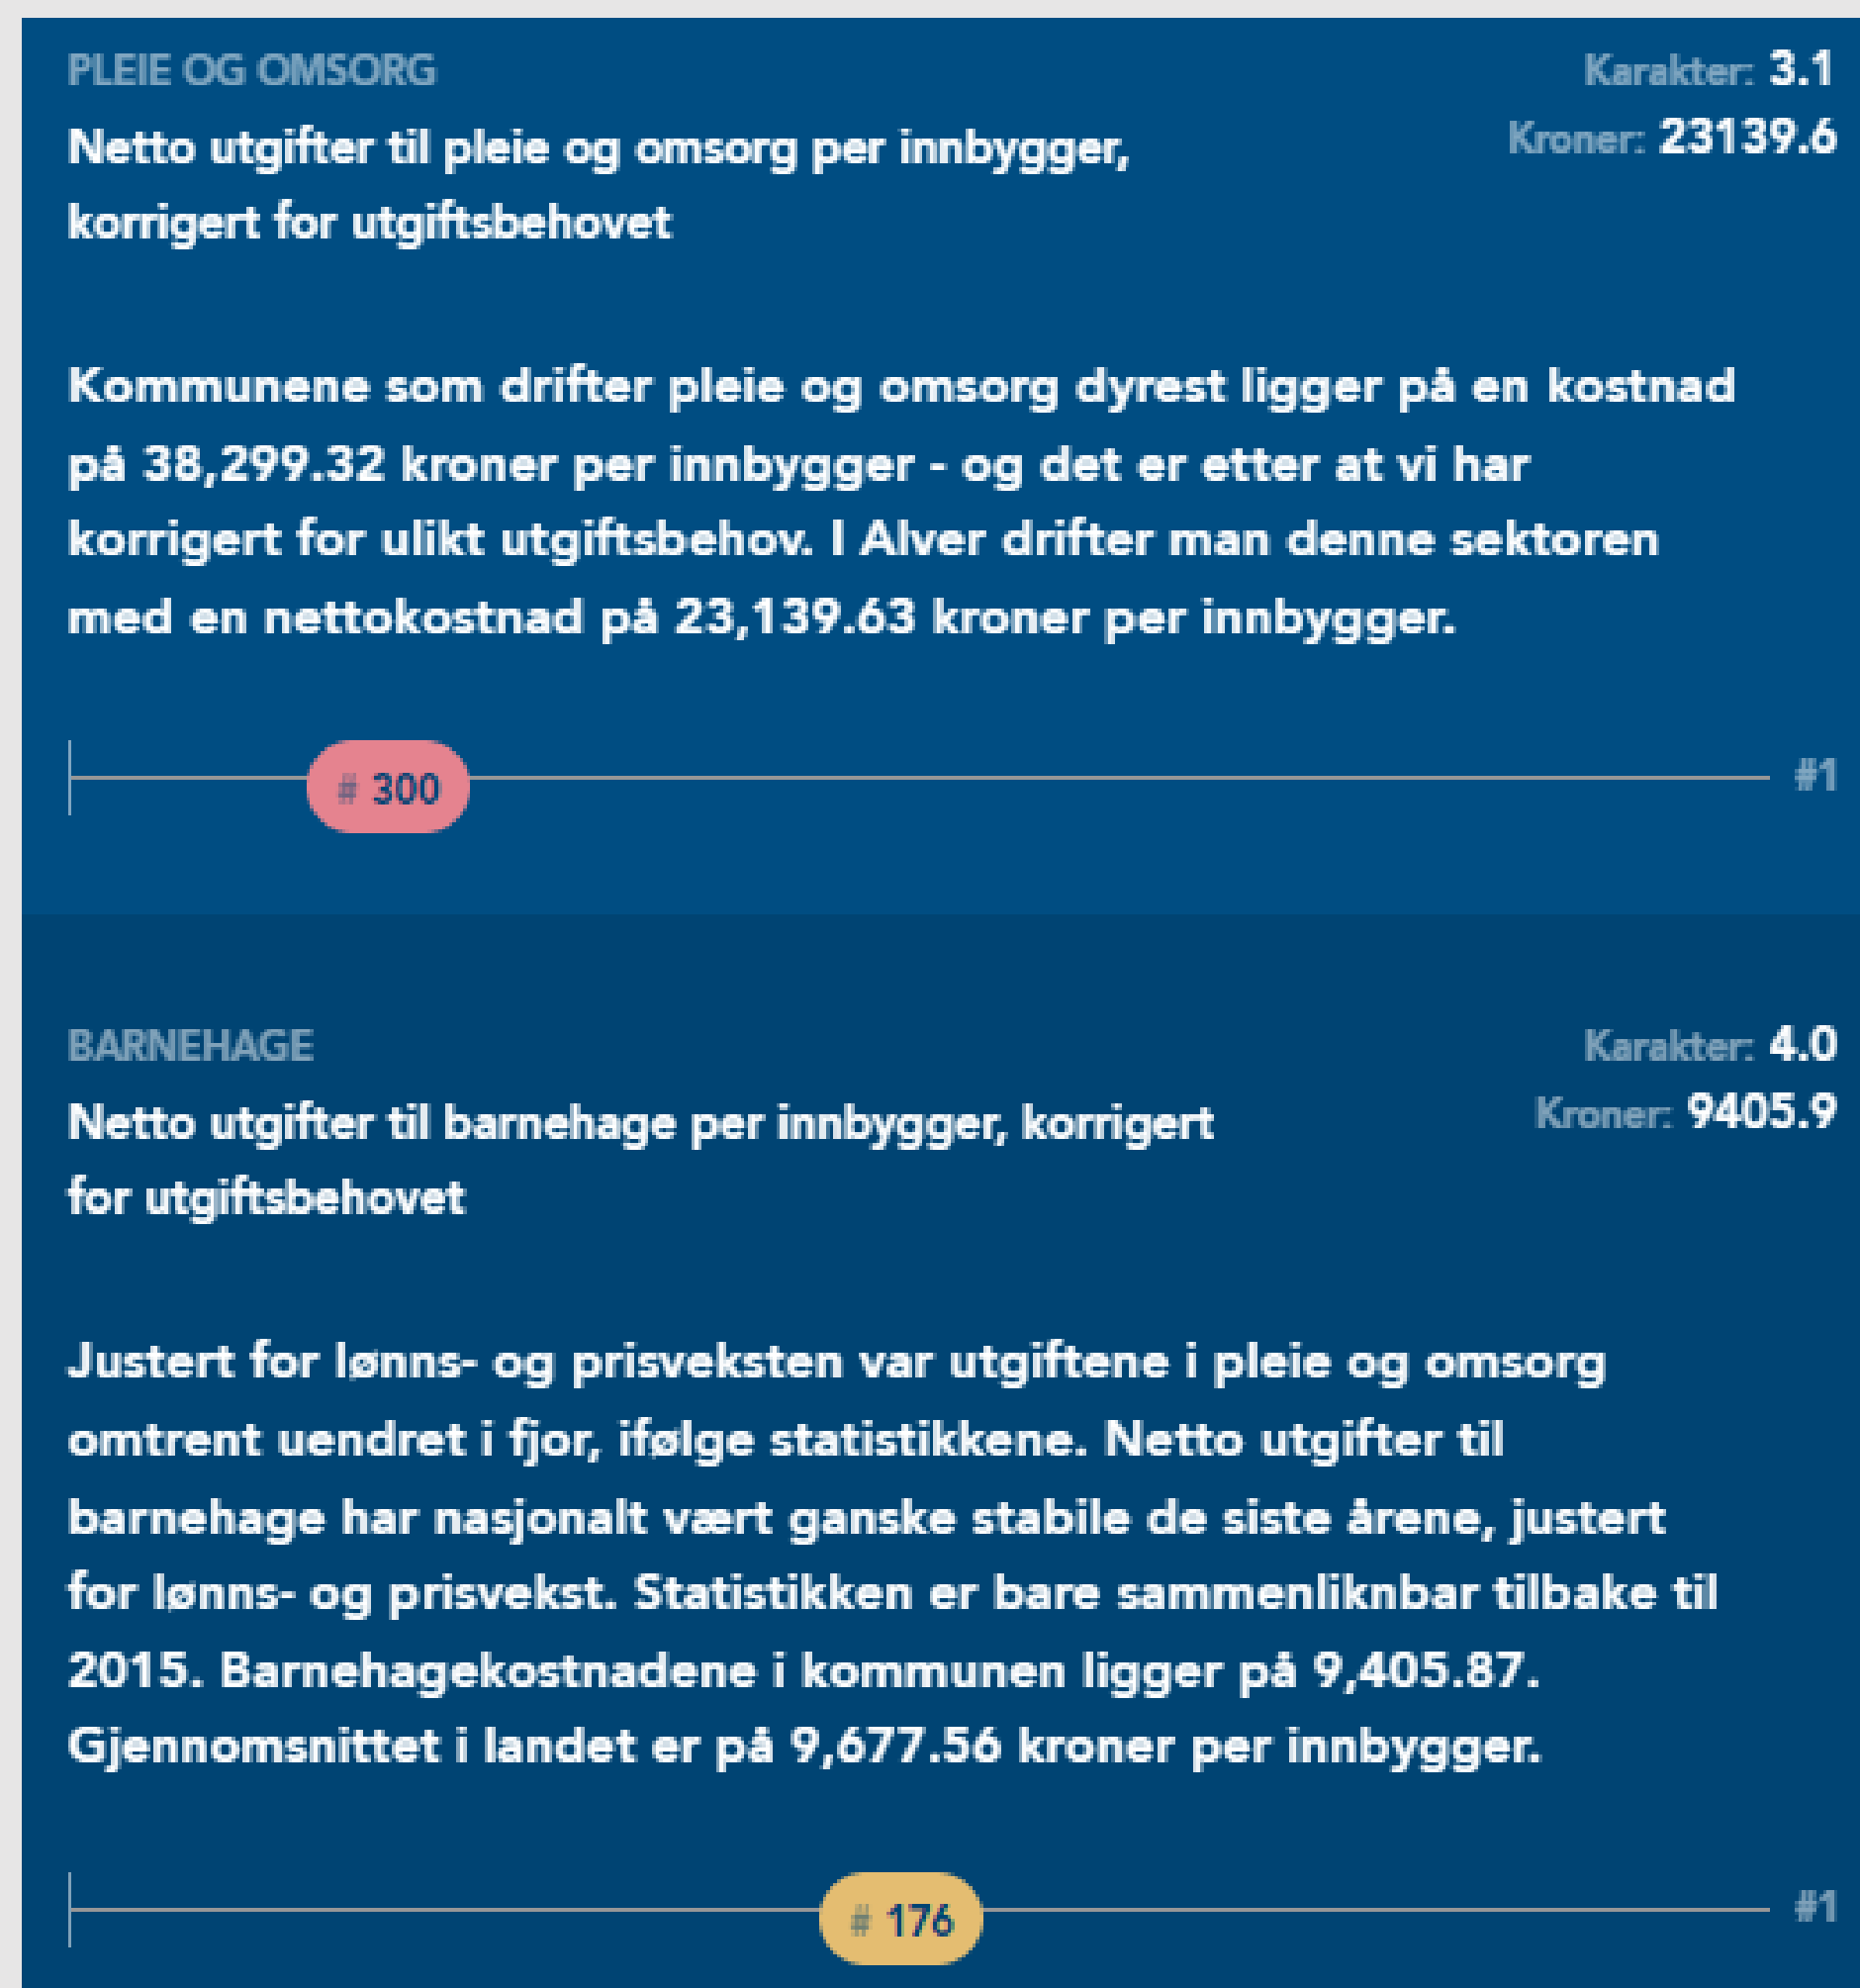 PLEIE OG OMSORG
Karakter: 3.1
Netto utgifter til pleie og omsorg per innbygger,
Kroner: 23139.6
korrigert for utgiftsbehovet
Kommunene som drifter pleie og omsorg dyrest ligger på en kostnad
på 38,299.32 kroner per innbygger - og det er etter at vi har
korrigert for ulikt utgiftsbehov. I Alver drifter man denne sektoren
med en nettokostnad på 23,139.63 kroner per innbygger.
# 300
#1
BARNEHAGE
Karakter: 4.0
Netto utgifter til barnehage per innbygger, korrigert
Kroner: 9405.9
for utgiftsbehovet
Justert for lønns- og prisveksten var utgiftene i pleie og omsorg
omtrent uendret i fjor, ifølge statistikkene. Netto utgifter til
barnehage har nasjonalt vært ganske stabile de siste årene, justert
for lønns- og prisvekst. Statistikken er bare sammenliknbar tilbake til
2015. Barnehagekostnadene i kommunen ligger på 9,405.87.
Gjennomsnittet i landet er på 9,677.56 kroner per innbygger.
# 176
#1